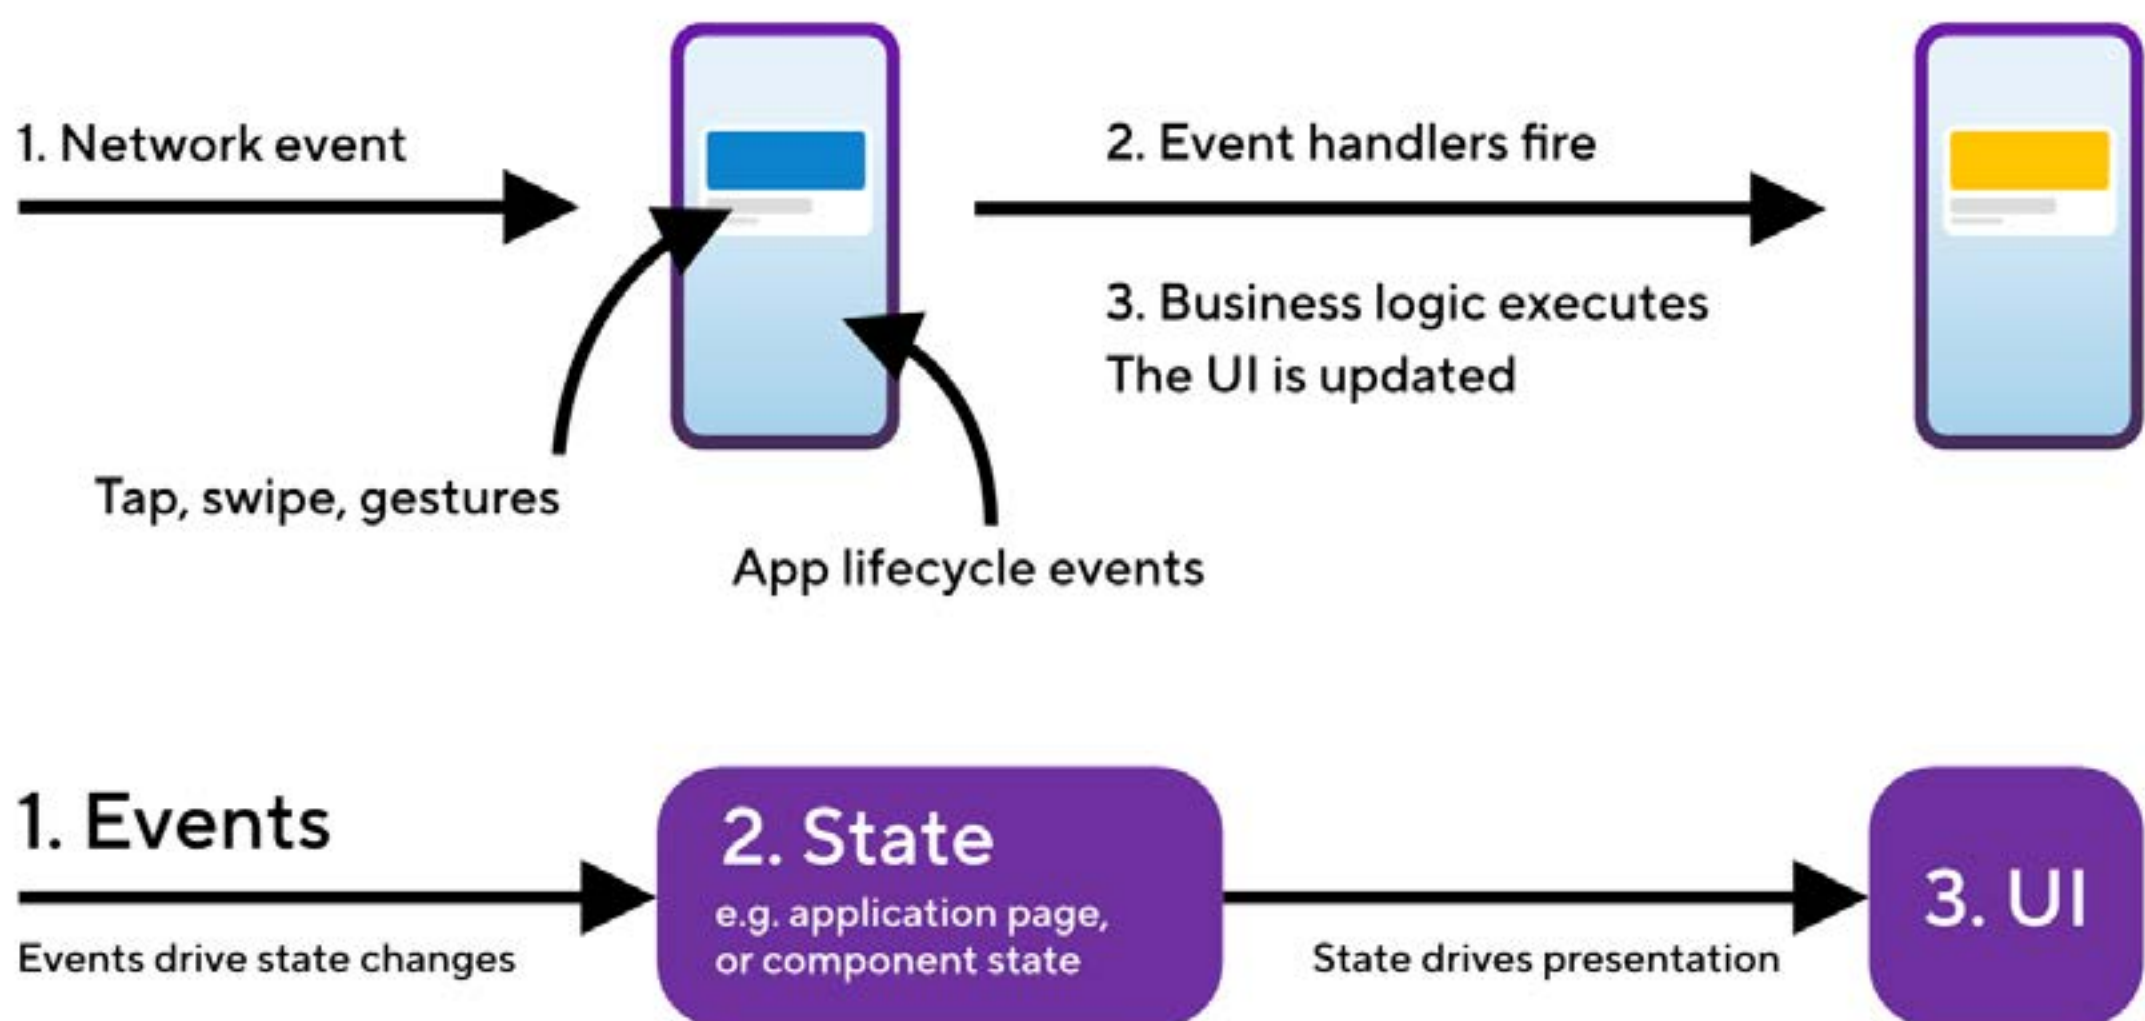 1. Network event
2. Event handlers fire
3. Business logic executes
The UI is updated
Tap, swipe, gestures
App lifecycle events
1. Events
Events drive state changes
2. State
e.g. application page,
or component state
State drives presentation
3. UI